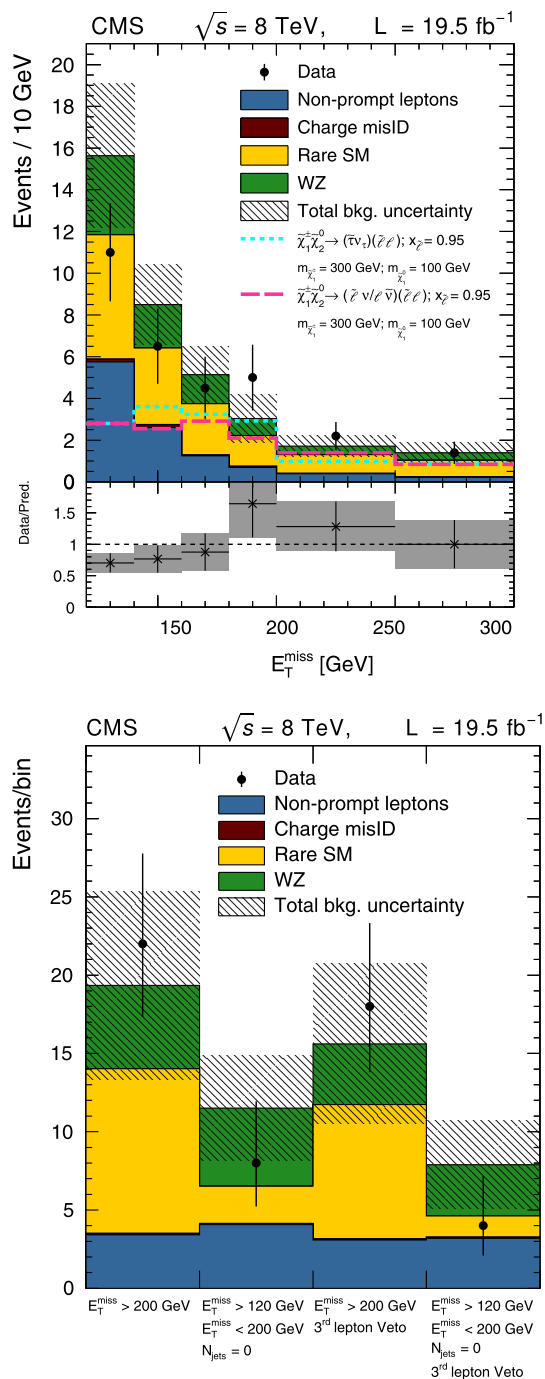 CMS √s = 8 TeV, L = 19.5 fb⁻¹
Events / 10 GeV
20
18
16
14
12
10
8
6
4
2
0
Data
Non-prompt leptons
Charge misID
Rare SM
WZ
Total bkg. uncertainty
χ̃₁^± χ̃₂⁰ → (τ̃ν_τ)(ℓ̃ℓ); x_ℓ̃ = 0.95
m_χ̃₁^± = 300 GeV; m_χ̃₁⁰ = 100 GeV
χ̃₁^± χ̃₂⁰ → (ℓ̃ ν/ℓ ν̃)(ℓ̃ℓ); x_ℓ̃ = 0.95
m_χ̃₁^± = 300 GeV; m_χ̃₁⁰ = 100 GeV
Data/Pred.
1.5
1
0.5
0
150 200 250 300
E_T^miss [GeV]
CMS √s = 8 TeV, L = 19.5 fb⁻¹
Events/bin
30
25
20
15
10
5
0
Data
Non-prompt leptons
Charge misID
Rare SM
WZ
Total bkg. uncertainty
E_T^miss > 200 GeV
E_T^miss > 120 GeV
E_T^miss < 200 GeV
N_jets = 0
E_T^miss > 200 GeV
3^rd lepton Veto
E_T^miss > 120 GeV
E_T^miss < 200 GeV
N_jets = 0
3^rd lepton Veto